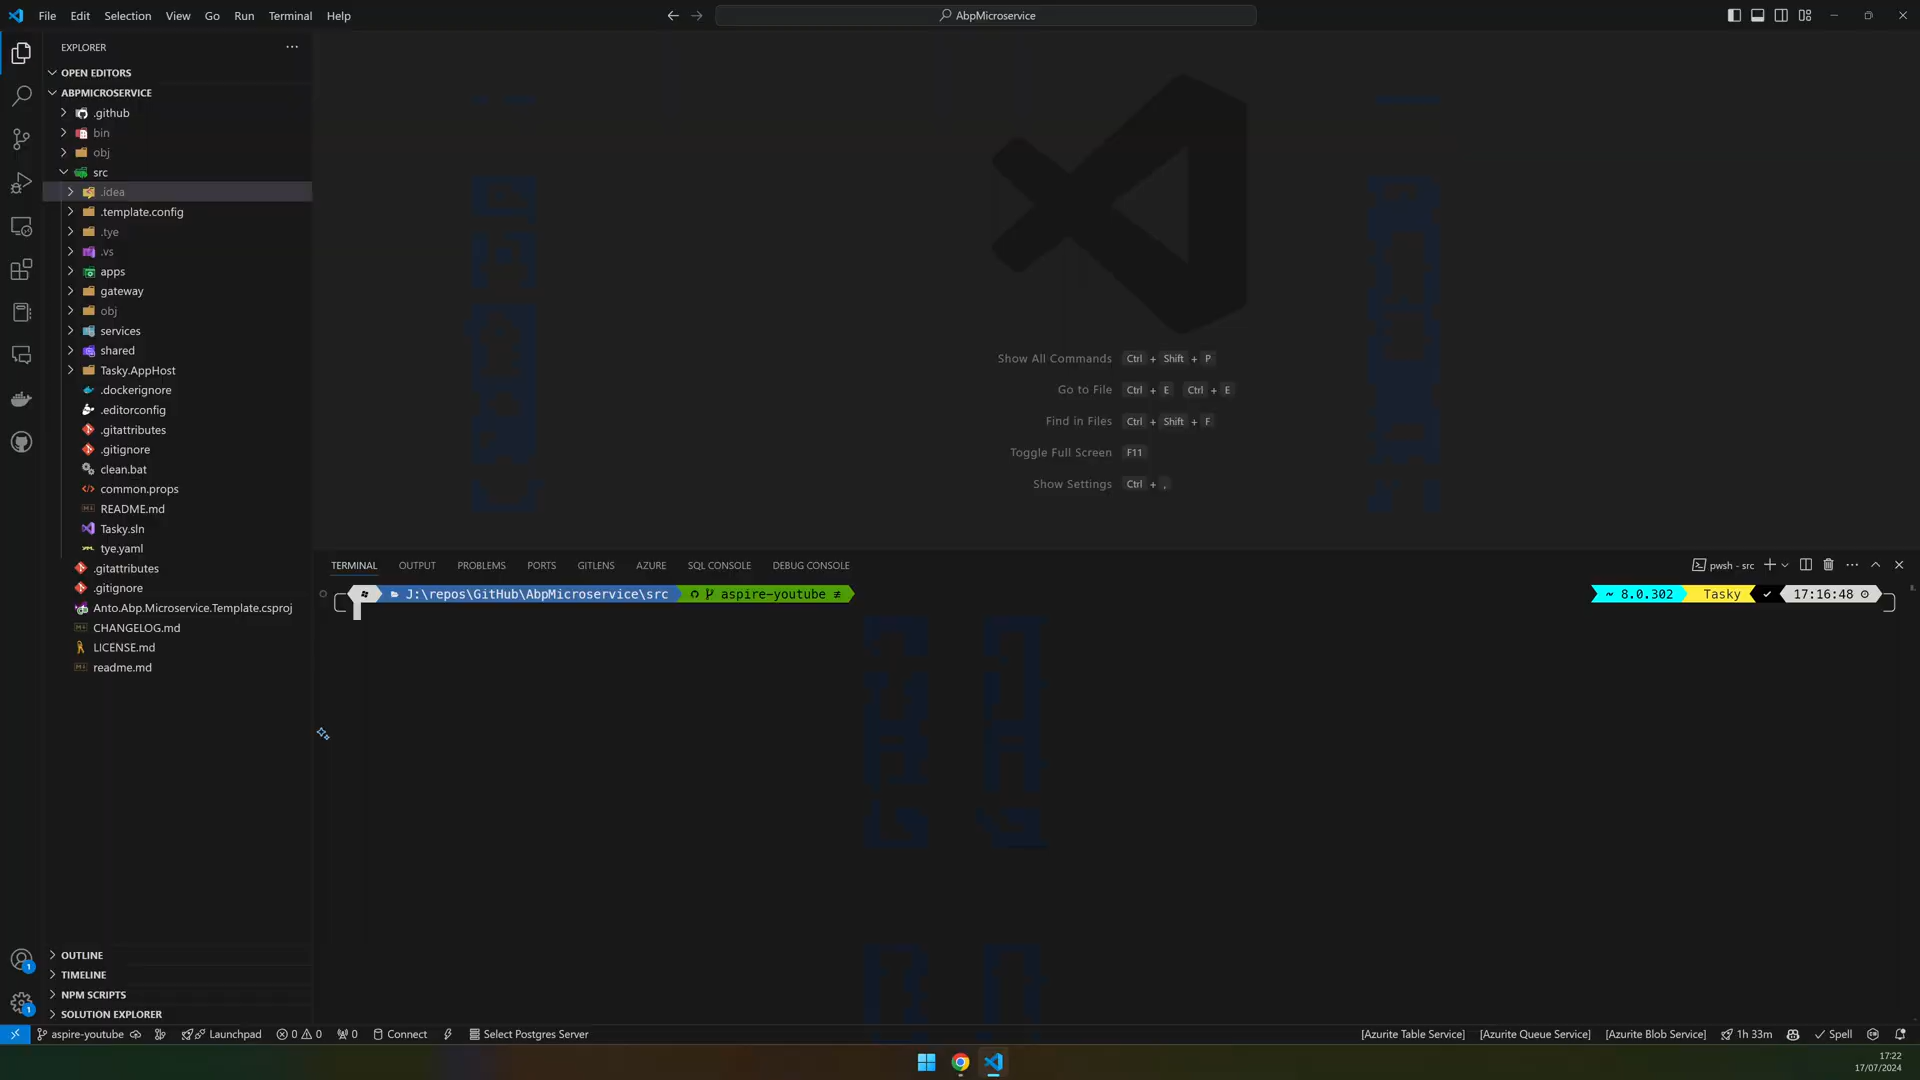 File Edit Selection View Go Run Terminal Help
AbpMicroservice
EXPLORER
OPEN EDITORS
ABPMICROSERVICE
.github
bin
obj
src
.idea
.template.config
.tye
.vs
apps
gateway
obj
services
shared
Tasky.AppHost
.dockerignore
.editorconfig
.gitattributes
.gitignore
clean.bat
common.props
README.md
Tasky.sln
tye.yaml
.gitattributes
.gitignore
Anto.Abp.Microservice.Template.csproj
CHANGELOG.md
LICENSE.md
readme.md
OUTLINE
TIMELINE
NPM SCRIPTS
SOLUTION EXPLORER
Show All Commands Ctrl + Shift + P
Go to File Ctrl + E Ctrl + E
Find in Files Ctrl + Shift + F
Toggle Full Screen F11
Show Settings Ctrl + ,
TERMINAL OUTPUT PROBLEMS PORTS GITLENS AZURE SQL CONSOLE DEBUG CONSOLE
pwsh - src
J:\repos\GitHub\AbpMicroservice\src aspire-youtube ≢ ~ 8.0.302 Tasky ✓ 17:16:48
1
1
aspire-youtube Launchpad 0 0 0 Connect Select Postgres Server [Azurite Table Service] [Azurite Queue Service] [Azurite Blob Service] 1h 33m Spell
17:22
17/07/2024